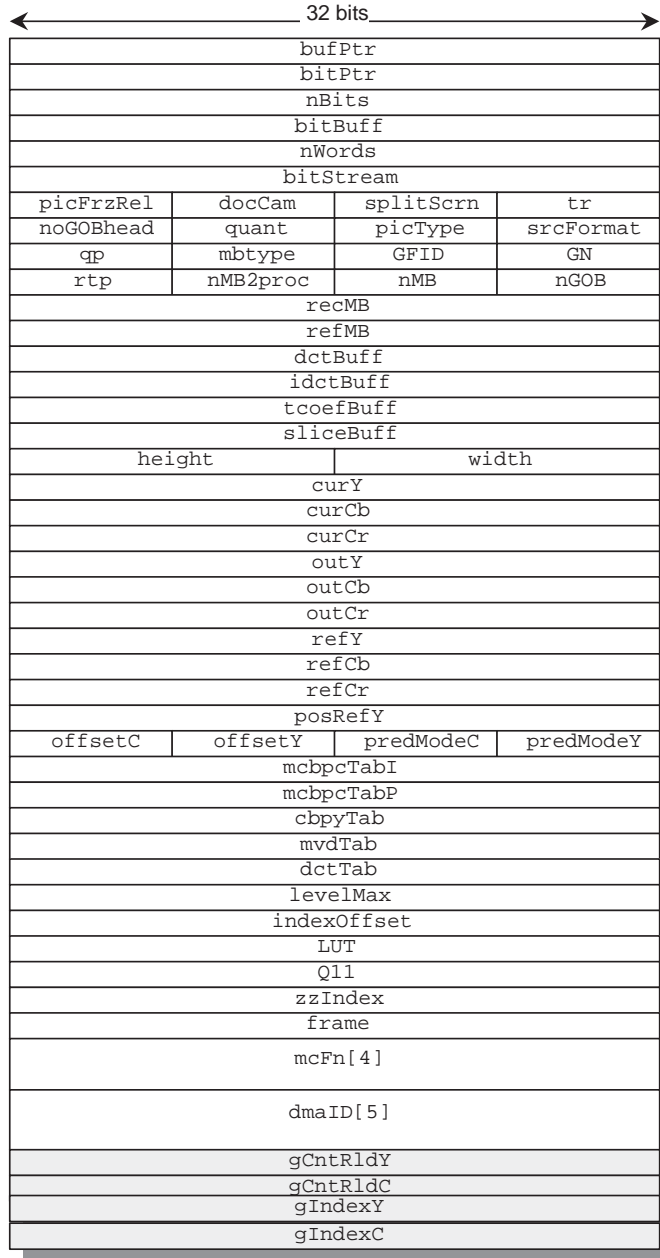 32 bits
bufPtr
bitPtr
nBits
bitBuff
nWords
bitStream
picFrzRel docCam splitScrn tr
noGOBhead quant picType srcFormat
qp mbtype GFID GN
rtp nMB2proc nMB nGOB
recMB
refMB
dctBuff
idctBuff
tcoefBuff
sliceBuff
height width
curY
curCb
curCr
outY
outCb
outCr
refY
refCb
refCr
posRefY
offsetC offsetY predModeC predModeY
mcbpcTabI
mcbpcTabP
cbpyTab
mvdTab
dctTab
levelMax
indexOffset
LUT
Q11
zzIndex
frame
mcFn[4]
dmaID[5]
gCntRldY
gCntRldC
gIndexY
gIndexC